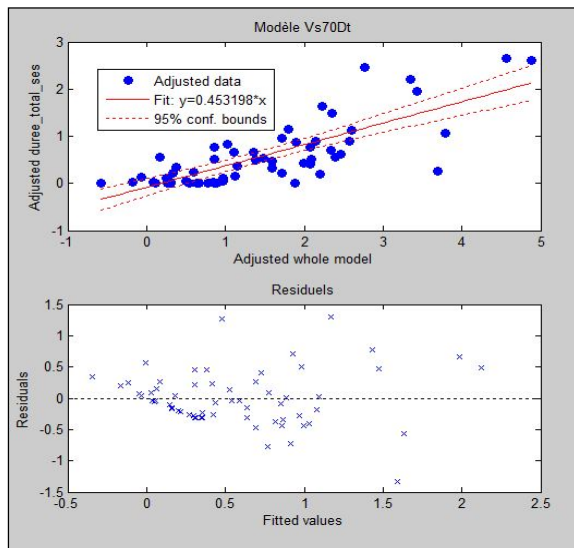 Modèle Vs70Dt
Adjusted duree_total_ses
3
2
1
0
-1
Adjusted data
Fit: y=0.453198*x
95% conf. bounds
-1 0 1 2 3 4 5
Adjusted whole model
Residuels
Residuals
1.5
1
0.5
0
-0.5
-1
-1.5
-0.5 0 0.5 1 1.5 2 2.5
Fitted values